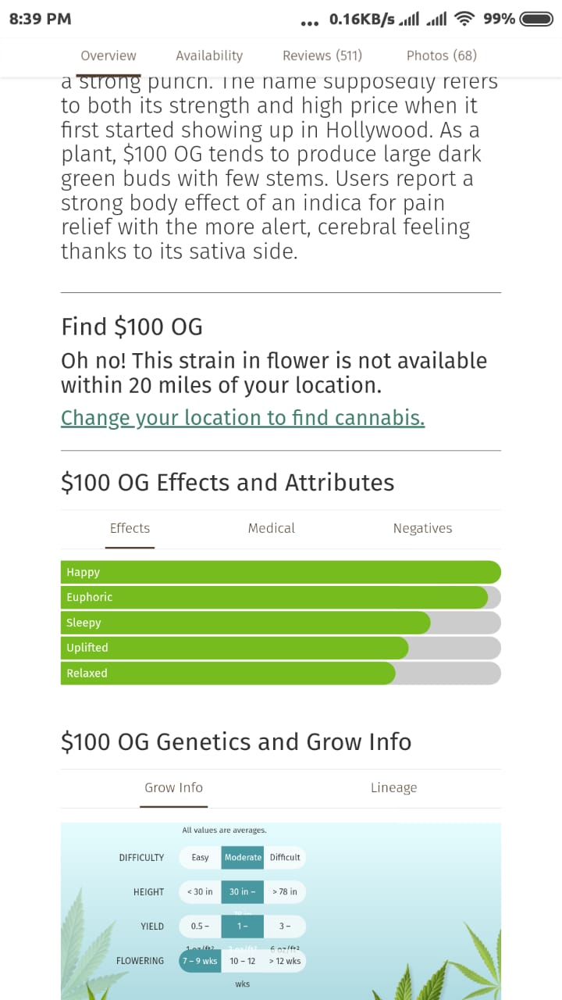 8:39 PM ... 0.16KB/s 99%
Overview Availability Reviews (511) Photos (68)
a strong punch. The name supposedly refers
to both its strength and high price when it
first started showing up in Hollywood. As a
plant, $100 OG tends to produce large dark
green buds with few stems. Users report a
strong body effect of an indica for pain
relief with the more alert, cerebral feeling
thanks to its sativa side.
Find $100 OG
Oh no! This strain in flower is not available
within 20 miles of your location.
Change your location to find cannabis.
$100 OG Effects and Attributes
Effects Medical Negatives
Happy
Euphoric
Sleepy
Uplifted
Relaxed
$100 OG Genetics and Grow Info
Grow Info Lineage
All values are averages.
DIFFICULTY Easy Moderate Difficult
HEIGHT < 30 in 30 in – > 78 in
78 in
YIELD 0.5 – 1 – 3 –
1 oz/ft² 3 oz/ft² 6 oz/ft²
FLOWERING 7 – 9 wks 10 – 12 > 12 wks
wks